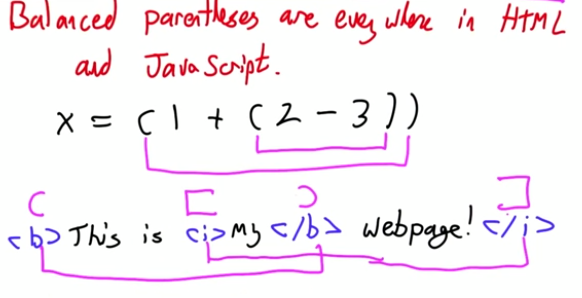 Balanced parentheses are everywhere in HTML
and JavaScript.
x = (1 + (2 - 3))
( [ ) ]
<b> This is <i> My </b> webpage! </i>